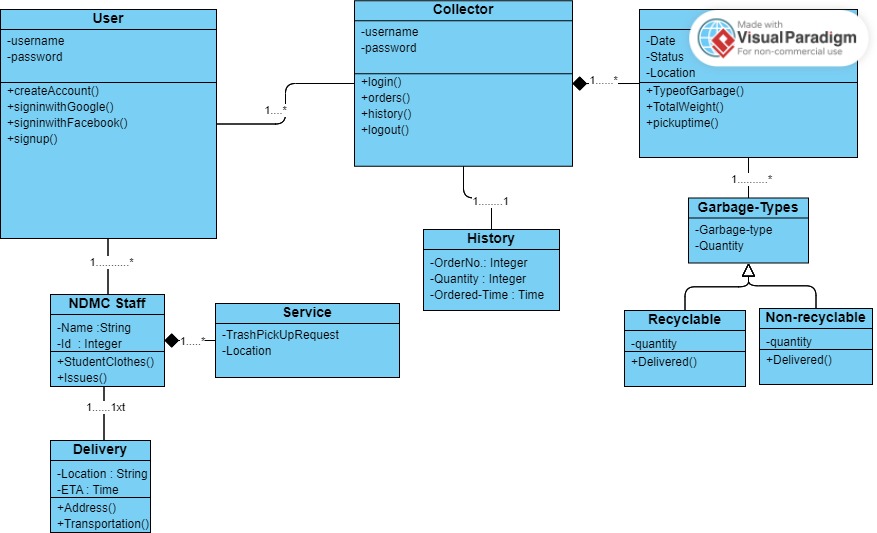 User
-username
-password
+createAccount()
+signinwithGoogle()
+signinwithFacebook()
+signup()
1....*
Collector
-username
-password
+login()
+orders()
+history()
+logout()
1.....*
Made with
VisualParadigm
For non-commercial use
-Date
-Status
-Location
+TypeofGarbage()
+TotalWeight()
+pickuptime()
1..........*
Garbage-Types
-Garbage-type
-Quantity
1........1
History
-OrderNo.: Integer
-Quantity : Integer
-Ordered-Time : Time
Recyclable
-quantity
+Delivered()
Non-recyclable
-quantity
+Delivered()
1...........*
NDMC Staff
-Name :String
-Id : Integer
+StudentClothes()
+Issues()
1.....*
Service
-TrashPickUpRequest
-Location
1......1xt
Delivery
-Location : String
-ETA : Time
+Address()
+Transportation()